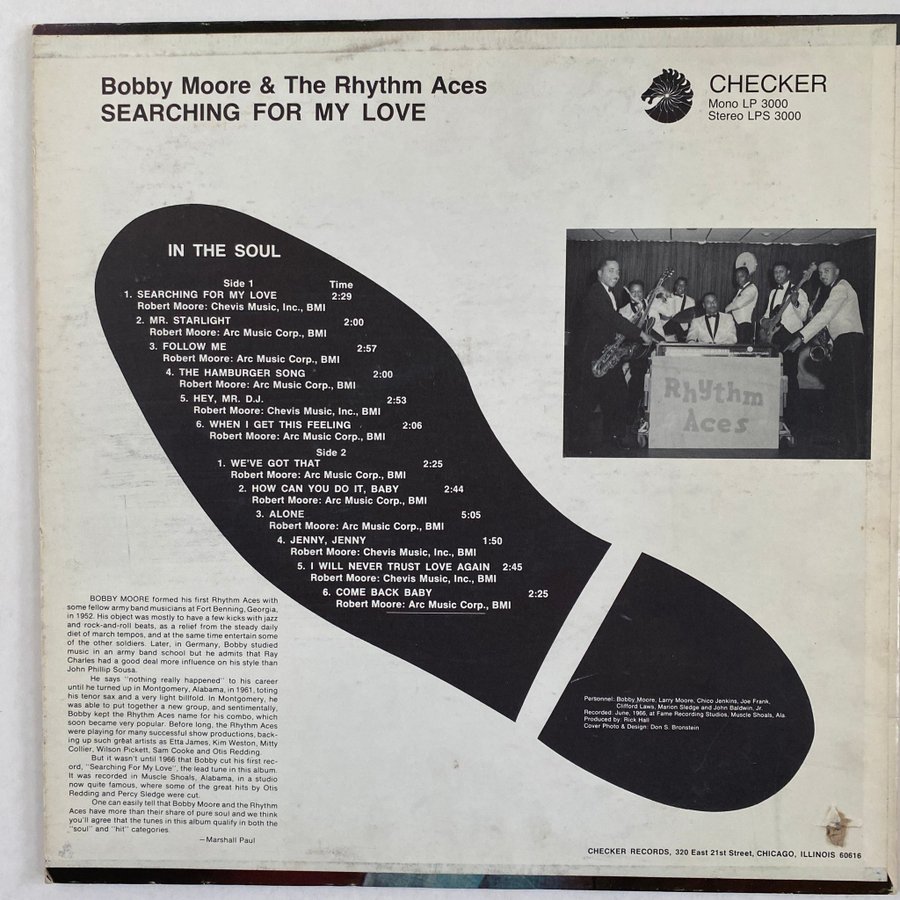 Bobby Moore & The Rhythm Aces
SEARCHING FOR MY LOVE
CHECKER
Mono LP 3000
Stereo LPS 3000
IN THE SOUL
Side 1 Time
1. SEARCHING FOR MY LOVE 2:29
Robert Moore: Chevis Music, Inc., BMI
2. MR. STARLIGHT 2:00
Robert Moore: Arc Music Corp., BMI
3. FOLLOW ME 2:57
Robert Moore: Arc Music Corp., BMI
4. THE HAMBURGER SONG 2:00
Robert Moore: Arc Music Corp., BMI
5. HEY, MR. D.J. 2:53
Robert Moore: Chevis Music, Inc., BMI
6. WHEN I GET THIS FEELING 2:06
Robert Moore: Arc Music Corp., BMI
Side 2
1. WE'VE GOT THAT 2:25
Robert Moore: Arc Music Corp., BMI
2. HOW CAN YOU DO IT, BABY 2:44
Robert Moore: Arc Music Corp., BMI
3. ALONE 5:05
Robert Moore: Arc Music Corp., BMI
4. JENNY, JENNY 1:50
Robert Moore: Chevis Music, Inc., BMI
5. I WILL NEVER TRUST LOVE AGAIN 2:45
Robert Moore: Chevis Music, Inc., BMI
6. COME BACK BABY 2:25
Robert Moore: Arc Music Corp., BMI
Rhythm
Aces
BOBBY MOORE formed his first Rhythm Aces with
some fellow army band musicians at Fort Benning, Georgia,
in 1952. His object was mostly to have a few kicks with jazz
and rock-and-roll beats, as a relief from the steady daily
diet of march tempos, and at the same time entertain some
of the other soldiers. Later, in Germany, Bobby studied
music in an army band school but he admits that Ray
Charles had a good deal more influence on his style than
John Phillip Sousa.
He says "nothing really happened" to his career
until he turned up in Montgomery, Alabama, in 1961, toting
his tenor sax and a very light billfold. In Montgomery, he
was able to put together a new group, and sentimentally,
Bobby kept the Rhythm Aces name for his combo, which
soon became very popular. Before long, the Rhythm Aces
were playing for many successful show productions, back-
ing up such great artists as Etta James, Kim Weston, Mitty
Collier, Wilson Pickett, Sam Cooke and Otis Redding.
But it wasn't until 1966 that Bobby cut his first rec-
ord, "Searching For My Love", the lead tune in this album.
It was recorded in Muscle Shoals, Alabama, in a studio
now quite famous, where some of the great hits by Otis
Redding and Percy Sledge were cut.
One can easily tell that Bobby Moore and the Rhythm
Aces have more than their share of pure soul and we think
you'll agree that the tunes in this album qualify in both the
"soul" and "hit" categories.
—Marshall Paul
Personnel: Bobby Moore, Larry Moore, Chico Jenkins, Joe Frank,
Clifford Laws, Marion Sledge and John Baldwin, Jr.
Recorded: June, 1966, at Fame Recording Studios, Muscle Shoals, Ala.
Produced by: Rick Hall
Cover Photo & Design: Don S. Bronstein
CHECKER RECORDS, 320 East 21st Street, CHICAGO, ILLINOIS 60616